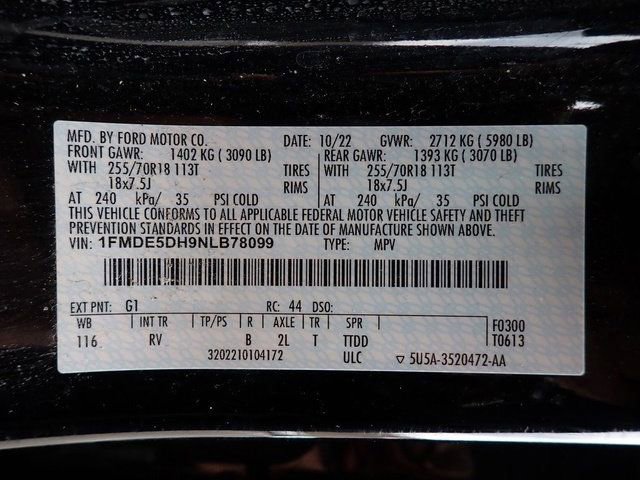 MFD. BY FORD MOTOR CO. DATE: 10/22 GVWR: 2712 KG ( 5980 LB)
FRONT GAWR: 1402 KG ( 3090 LB) REAR GAWR: 1393 KG ( 3070 LB)
WITH 255/70R18 113T TIRES WITH 255/70R18 113T TIRES
18x7.5J RIMS 18x7.5J RIMS
AT 240 kPa/ 35 PSI COLD AT 240 kPa/ 35 PSI COLD
THIS VEHICLE CONFORMS TO ALL APPLICABLE FEDERAL MOTOR VEHICLE SAFETY AND THEFT
PREVENTION STANDARDS IN EFFECT ON THE DATE OF MANUFACTURE SHOWN ABOVE.
VIN: 1FMDE5DH9NLB78099 TYPE: MPV
EXT PNT: G1 RC: 44 DSO:
WB INT TR TP/PS R AXLE TR SPR F0300
116 RV B 2L T TTDD T0613
3202210104172 ULC ▽ 5U5A-3520472-AA